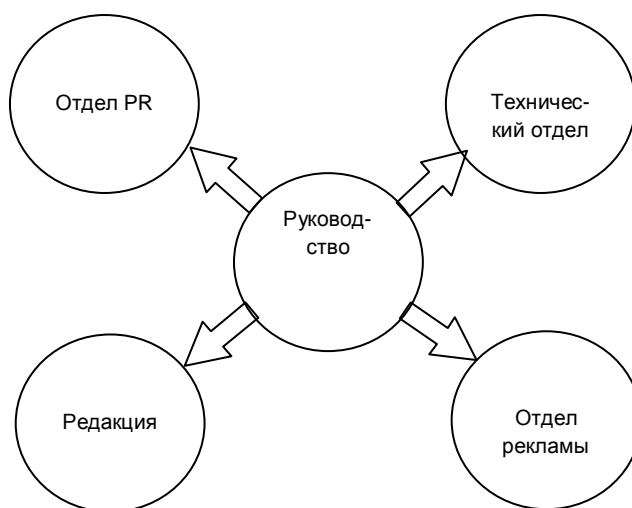 Отдел PR
Техничес-
кий отдел
Руковод-
ство
Редакция
Отдел
рекламы